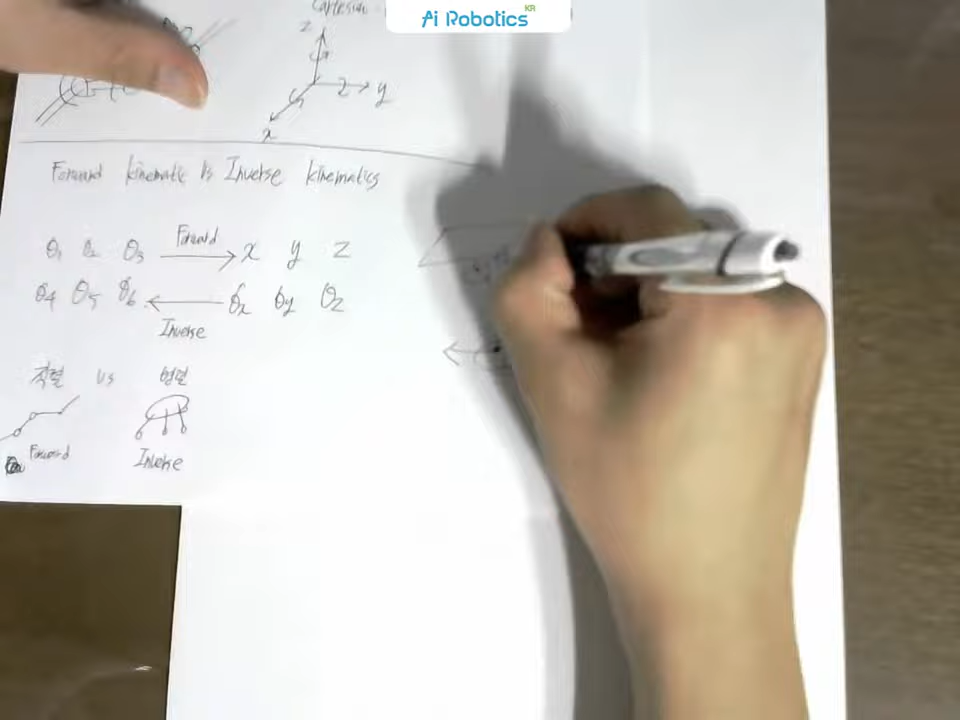 Cartesian
Ai Robotics KR
z
y
x
Forward kinematic Vs Inverse kinematics
θ1 θ2 θ3 Forward x y z
θ4 θ5 θ6 θx θy θz
Inverse
직렬 vs 병렬
Forward Inverse